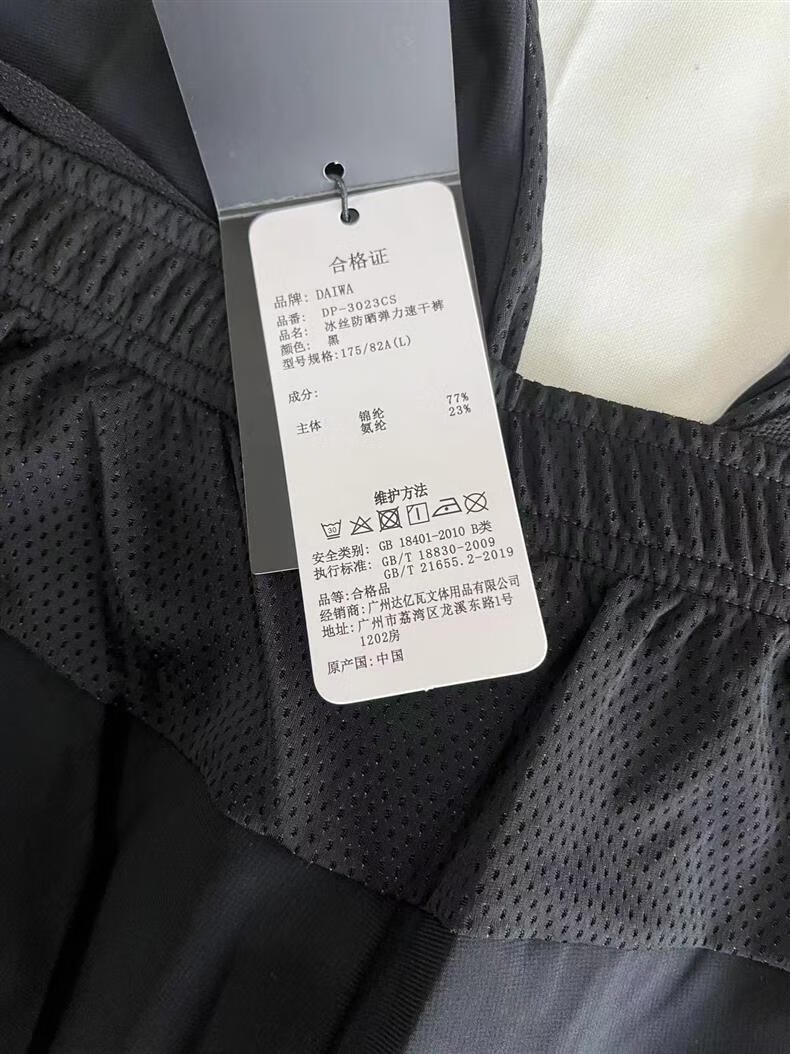 合格证
品牌: DAIWA
品番: DP-3023CS
品名: 冰丝防晒弹力速干裤
颜色: 黑
型号规格:175/82A(L)
成分:
主体 锦纶 77%
氨纶 23%
维护方法
30
安全类别: GB 18401-2010 B类
执行标准: GB/T 18830-2009
GB/T 21655.2-2019
品等:合格品
经销商:广州达亿瓦文体用品有限公司
地址:广州市荔湾区龙溪东路1号
1202房
原产国:中国